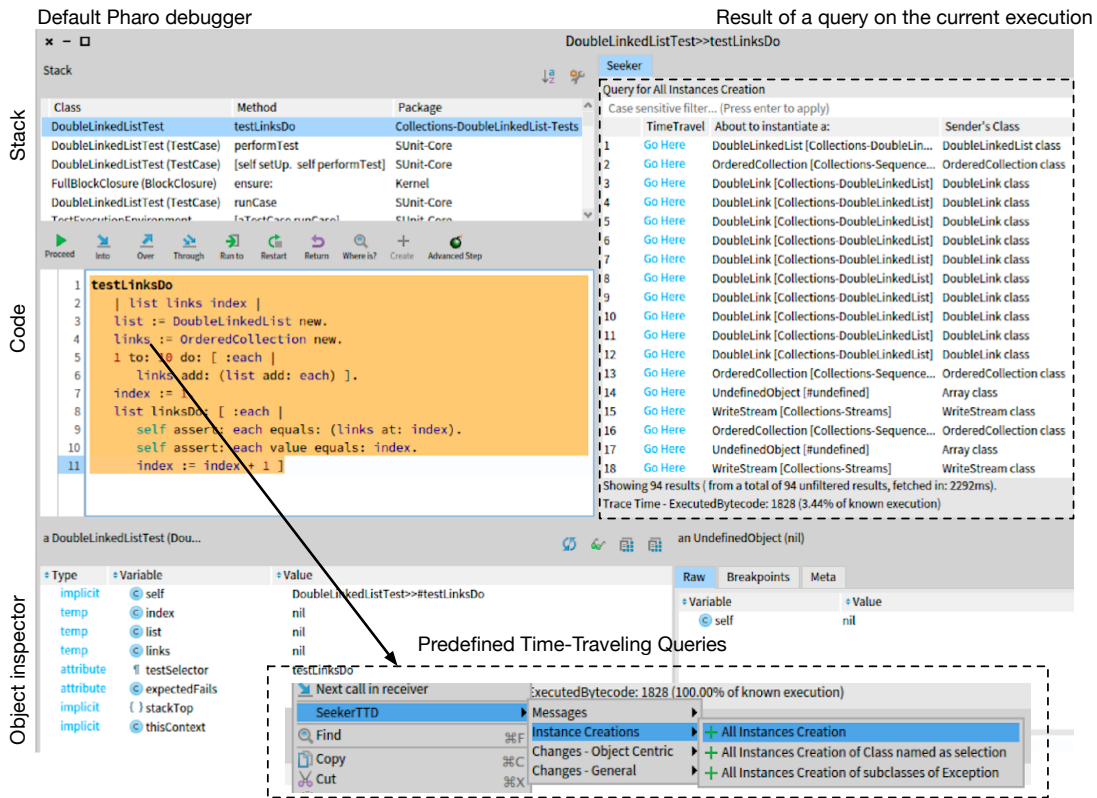 Default Pharo debugger
Result of a query on the current execution
DoubleLinkedListTest>>testLinksDo
Stack
Stack
Class Method Package
DoubleLinkedListTest testLinksDo Collections-DoubleLinkedList-Tests
DoubleLinkedListTest (TestCase) performTest SUnit-Core
DoubleLinkedListTest (TestCase) [self setUp. self performTest] SUnit-Core
FullBlockClosure (BlockClosure) ensure: Kernel
DoubleLinkedListTest (TestCase) runCase SUnit-Core
TestExecutionEnvironment [aTestCase runCase] SUnit-Core
Proceed Into Over Through Run to Restart Return Where is? Create Advanced Step
Code
1 testLinksDo
2 | list links index |
3 list := DoubleLinkedList new.
4 links := OrderedCollection new.
5 1 to: 10 do: [ :each |
6 links add: (list add: each) ].
7 index := 1.
8 list linksDo: [ :each |
9 self assert: each equals: (links at: index).
10 self assert: each value equals: index.
11 index := index + 1 ]
Seeker
Query for All Instances Creation
Case sensitive filter... (Press enter to apply)
TimeTravel About to instantiate a: Sender's Class
1 Go Here DoubleLinkedList [Collections-DoubleLin... DoubleLinkedList class
2 Go Here OrderedCollection [Collections-Sequence... OrderedCollection class
3 Go Here DoubleLink [Collections-DoubleLinkedList] DoubleLink class
4 Go Here DoubleLink [Collections-DoubleLinkedList] DoubleLink class
5 Go Here DoubleLink [Collections-DoubleLinkedList] DoubleLink class
6 Go Here DoubleLink [Collections-DoubleLinkedList] DoubleLink class
7 Go Here DoubleLink [Collections-DoubleLinkedList] DoubleLink class
8 Go Here DoubleLink [Collections-DoubleLinkedList] DoubleLink class
9 Go Here DoubleLink [Collections-DoubleLinkedList] DoubleLink class
10 Go Here DoubleLink [Collections-DoubleLinkedList] DoubleLink class
11 Go Here DoubleLink [Collections-DoubleLinkedList] DoubleLink class
12 Go Here DoubleLink [Collections-DoubleLinkedList] DoubleLink class
13 Go Here OrderedCollection [Collections-Sequence... OrderedCollection class
14 Go Here UndefinedObject [#undefined] Array class
15 Go Here WriteStream [Collections-Streams] WriteStream class
16 Go Here OrderedCollection [Collections-Sequence... OrderedCollection class
17 Go Here UndefinedObject [#undefined] Array class
18 Go Here WriteStream [Collections-Streams] WriteStream class
Showing 94 results ( from a total of 94 unfiltered results, fetched in: 2292ms).
Trace Time - ExecutedBytecode: 1828 (3.44% of known execution)
Object inspector
a DoubleLinkedListTest (Dou...
Type Variable Value
implicit self DoubleLinkedListTest>>#testLinksDo
temp index nil
temp list nil
temp links nil
attribute testSelector testLinksDo
attribute expectedFails
implicit stackTop
implicit thisContext
an UndefinedObject (nil)
Raw Breakpoints Meta
Variable Value
self nil
Predefined Time-Traveling Queries
Next call in receiver
SeekerTTD
Find ⌘F
Copy ⌘C
Cut ⌘X
ExecutedBytecode: 1828 (100.00% of known execution)
Messages
Instance Creations
Changes - Object Centric
Changes - General
All Instances Creation
All Instances Creation of Class named as selection
All Instances Creation of subclasses of Exception